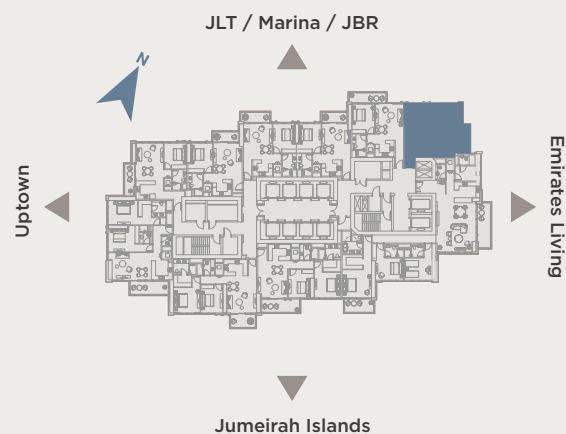 JLT / Marina / JBR
N
Uptown
Emirates Living
Jumeirah Islands